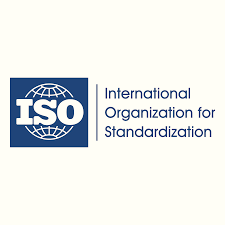 ISO
International
Organization for
Standardization